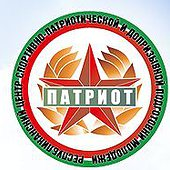 РЕСПУБЛИКАНСКИЙ ЦЕНТР СПОРТИВНО-ПАТРИОТИЧЕСКОЙ И ДОПРИЗЫВНОЙ ПОДГОТОВКИ МОЛОДЕЖИ
ПАТРИОТ